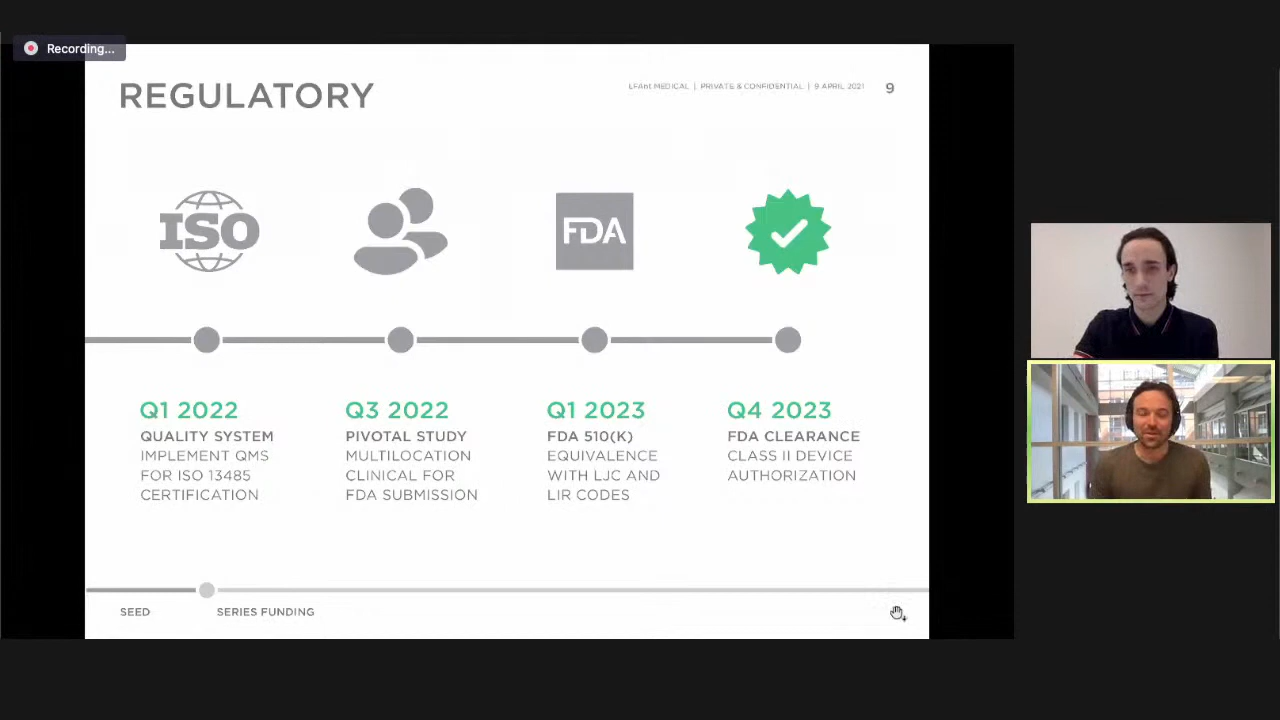 Recording...
REGULATORY
LFAnt MEDICAL | PRIVATE & CONFIDENTIAL | 9 APRIL 2021
9
ISO
FDA
Q1 2022
QUALITY SYSTEM
IMPLEMENT QMS
FOR ISO 13485
CERTIFICATION
Q3 2022
PIVOTAL STUDY
MULTILOCATION
CLINICAL FOR
FDA SUBMISSION
Q1 2023
FDA 510(K)
EQUIVALENCE
WITH LJC AND
LIR CODES
Q4 2023
FDA CLEARANCE
CLASS II DEVICE
AUTHORIZATION
SEED
SERIES FUNDING